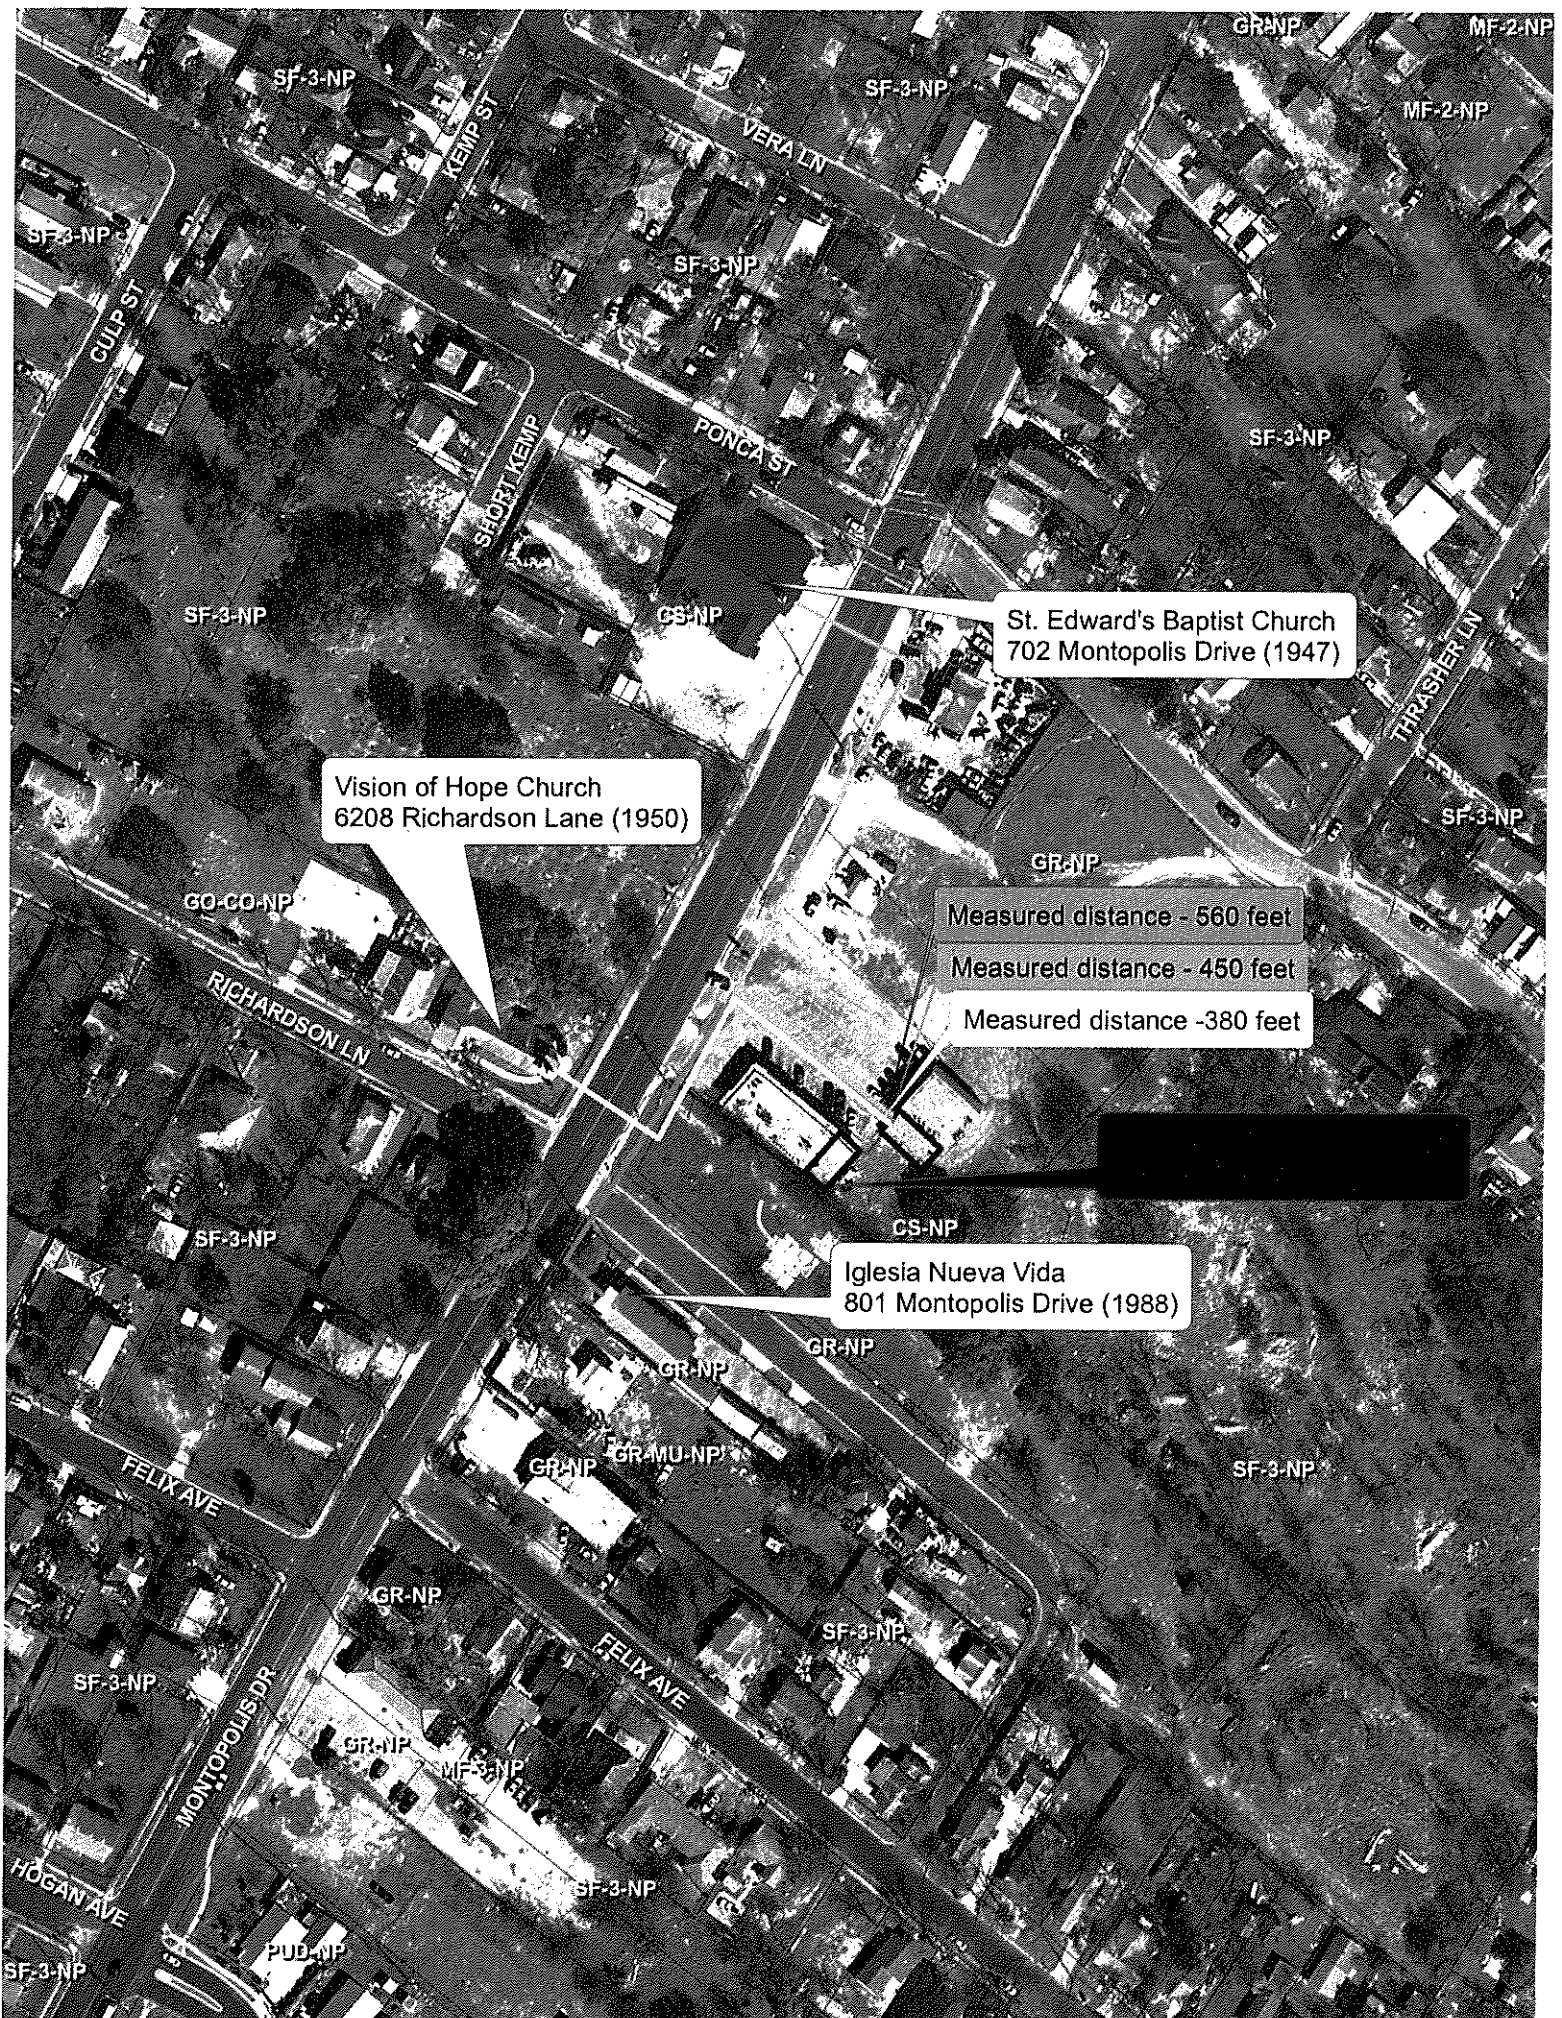 GR-NP
MF-2-NP
SF-3-NP
SF-3-NP
MF-2-NP
KEMP ST
VERA LN
SF-3-NP
SF-3-NP
CULP ST
PONCA ST
SHORT KEMP
SF-3-NP
SF-3-NP
CS-NP
St. Edward's Baptist Church
702 Montopolis Drive (1947)
THRASHER LN
Vision of Hope Church
6208 Richardson Lane (1950)
SF-3-NP
GR-NP
GO-CO-NP
Measured distance - 560 feet
Measured distance - 450 feet
Measured distance -380 feet
RICHARDSON LN
CS-NP
SF-3-NP
Iglesia Nueva Vida
801 Montopolis Drive (1988)
GR-NP
GR-NP
GR-MU-NP
GR-NP
SF-3-NP
FELIX AVE
GR-NP
SF-3-NP
FELIX AVE
SF-3-NP
MONTOPOLIS DR
GR-NP
MF-3-NP
HOGAN AVE
SF-3-NP
PUD-NP
SF-3-NP